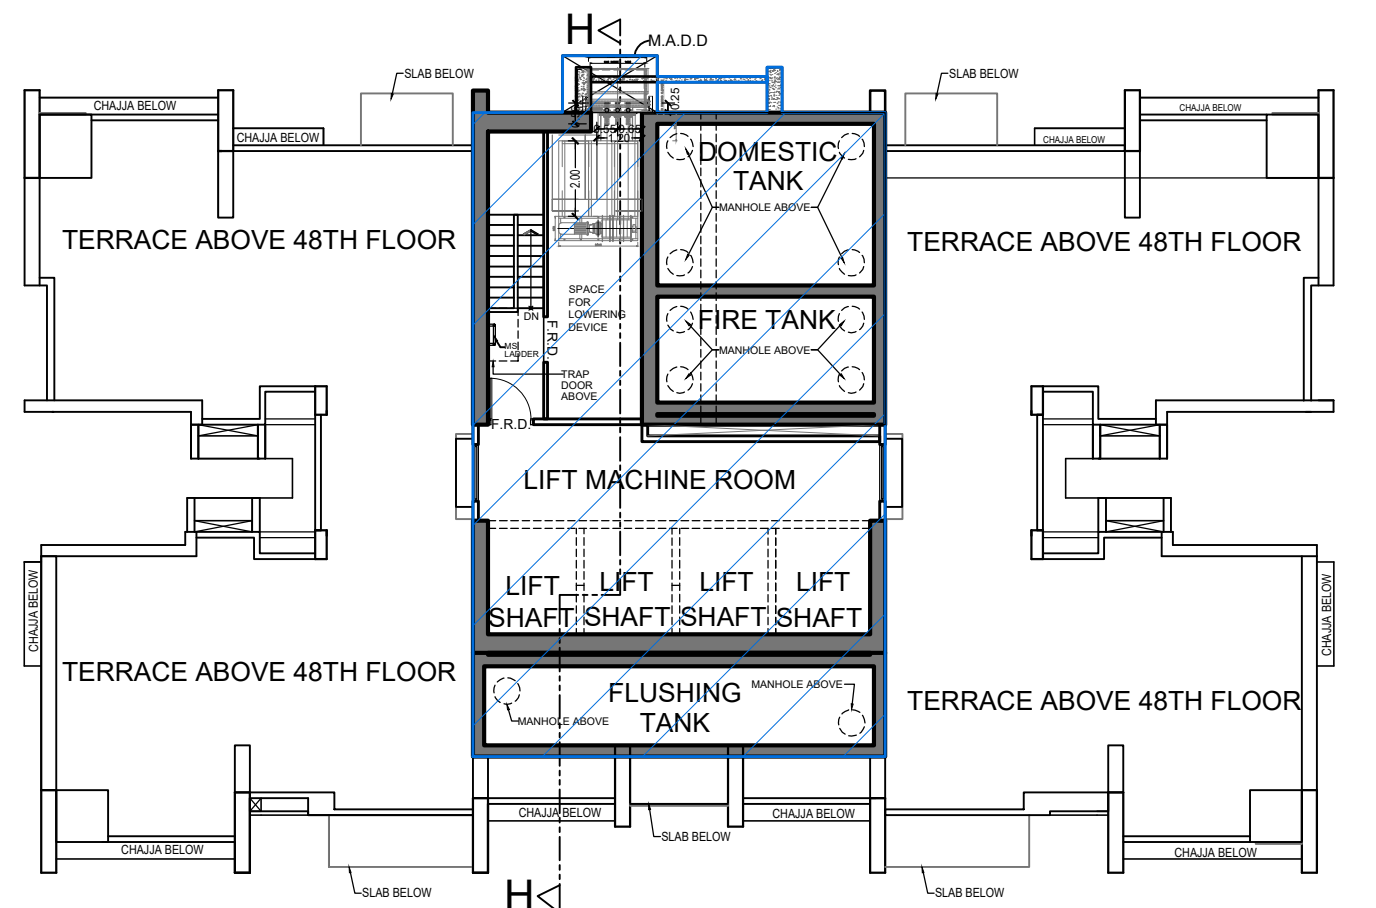 H
M.A.D.D
SLAB BELOW
SLAB BELOW
CHAJJA BELOW
CHAJJA BELOW
CHAJJA BELOW
CHAJJA BELOW
0.25
1.20
2.00
DOMESTIC
TANK
MANHOLE ABOVE
TERRACE ABOVE 48TH FLOOR
TERRACE ABOVE 48TH FLOOR
SPACE
FOR
LOWERING
DEVICE
DN
F.R.D.
FIRE TANK
MANHOLE ABOVE
MS
LADDER
TRAP
DOOR
ABOVE
F.R.D.
LIFT MACHINE ROOM
LIFT
SHAFT
LIFT
SHAFT
LIFT
SHAFT
LIFT
SHAFT
CHAJJA BELOW
CHAJJA BELOW
TERRACE ABOVE 48TH FLOOR
TERRACE ABOVE 48TH FLOOR
FLUSHING
TANK
MANHOLE ABOVE
MANHOLE ABOVE
CHAJJA BELOW
CHAJJA BELOW
SLAB BELOW
CHAJJA BELOW
CHAJJA BELOW
SLAB BELOW
SLAB BELOW
H